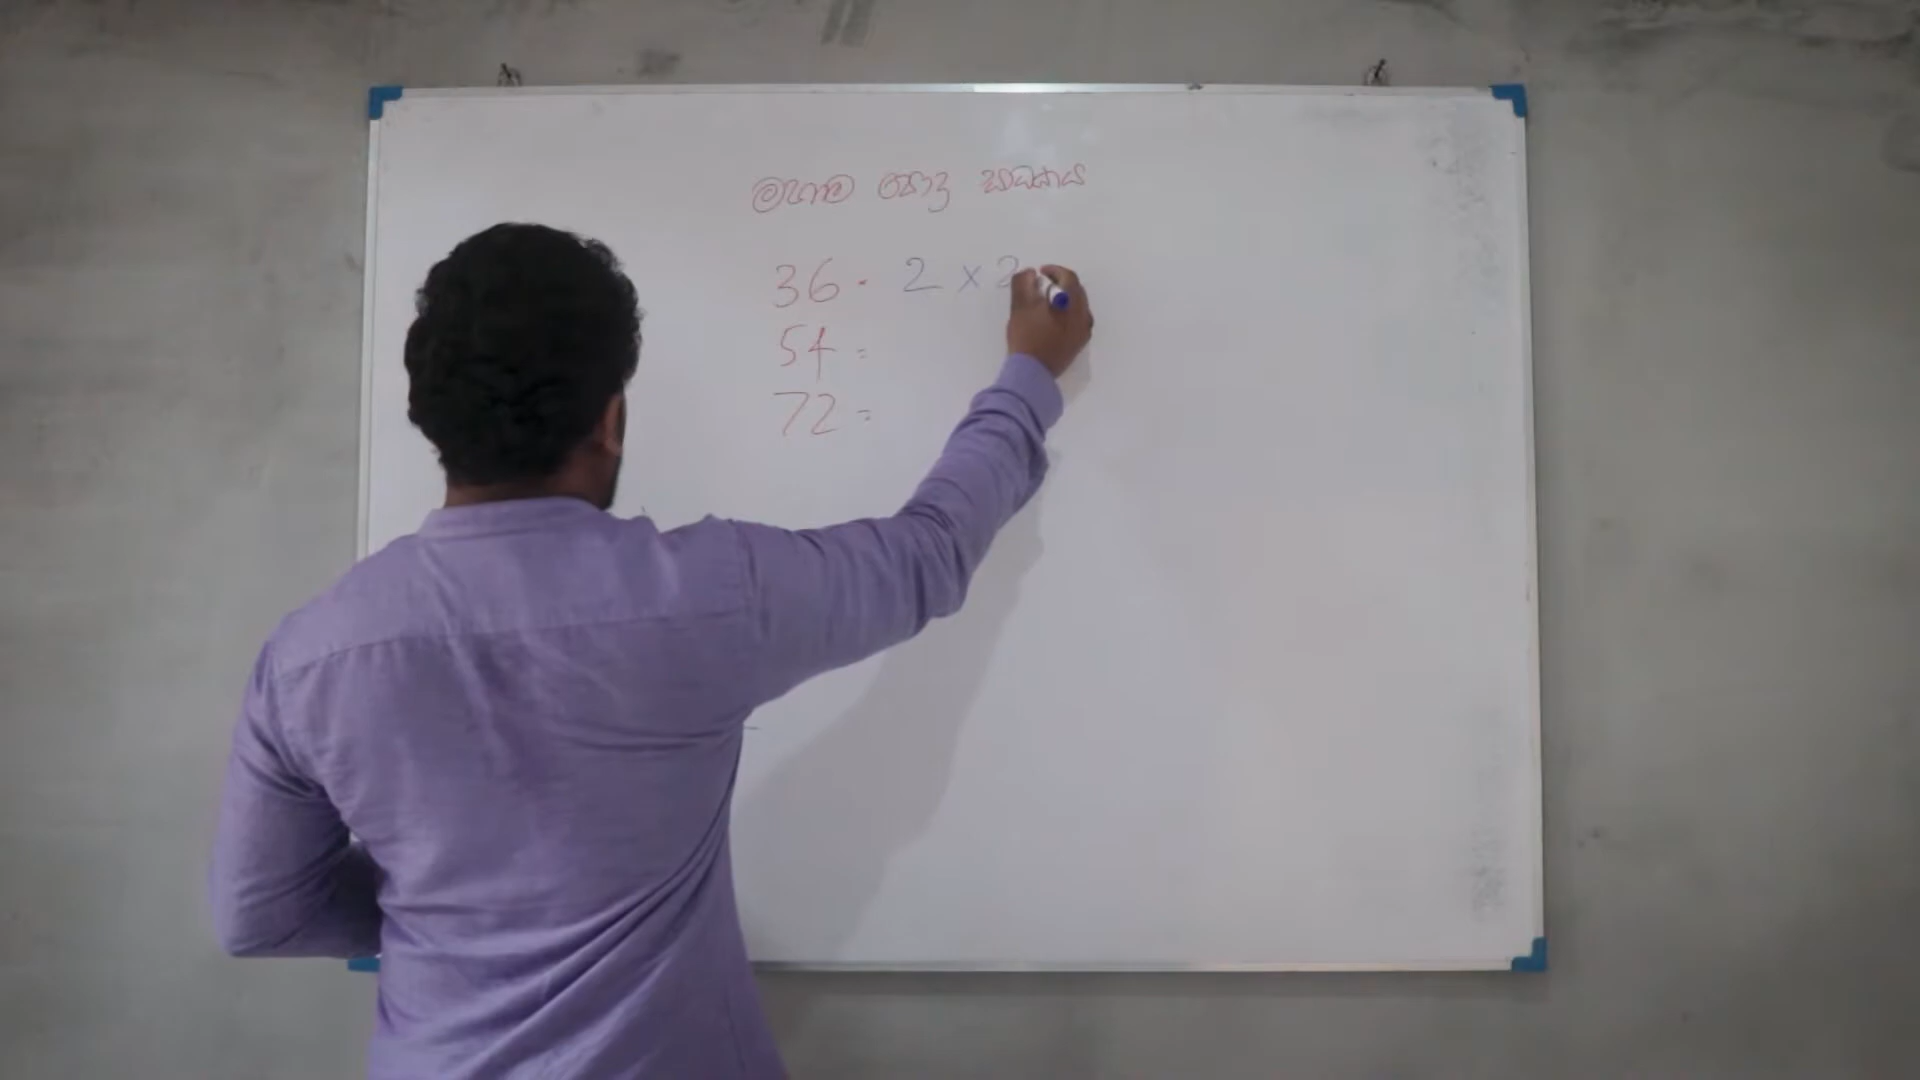 මහාම පොදු සාධකය
36 = 2 x 2
54 =
72 =